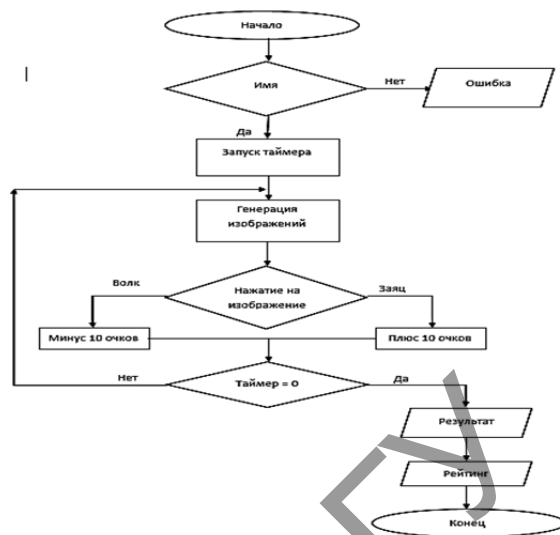 Начало
Имя
Нет
Ошибка
Да
Запуск таймера
Генерация
изображений
Волк
Нажатие на
изображение
Заяц
Минус 10 очков
Плюс 10 очков
Нет
Таймер = 0
Да
Результат
Рейтинг
Конец